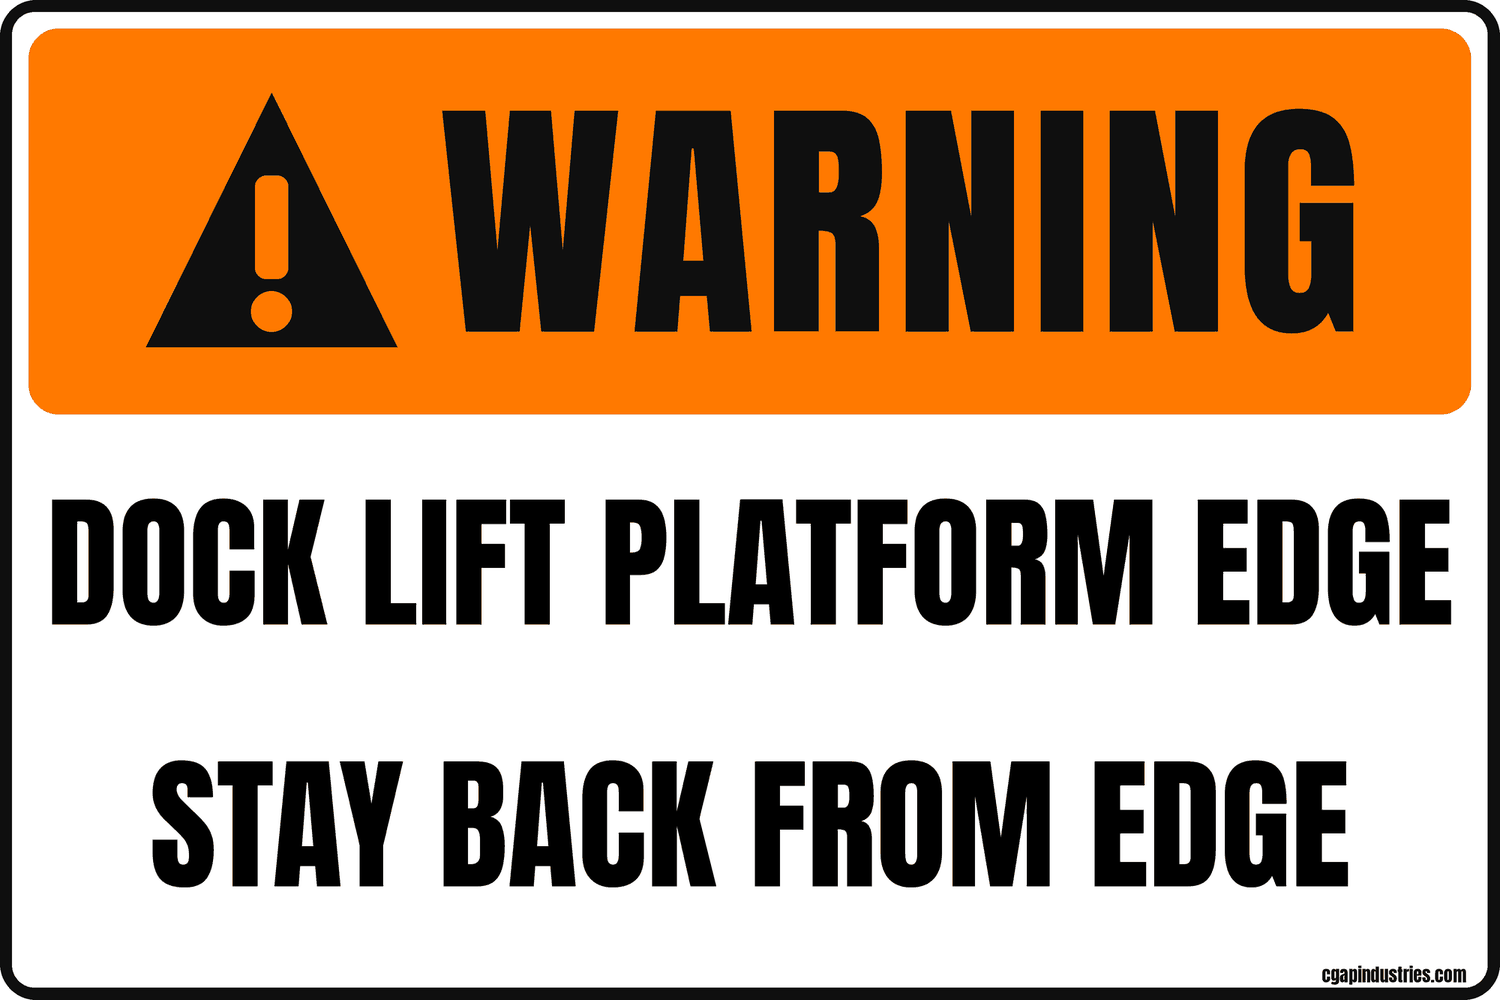 WARNING
DOCK LIFT PLATFORM EDGE
STAY BACK FROM EDGE
cgapindustries.com